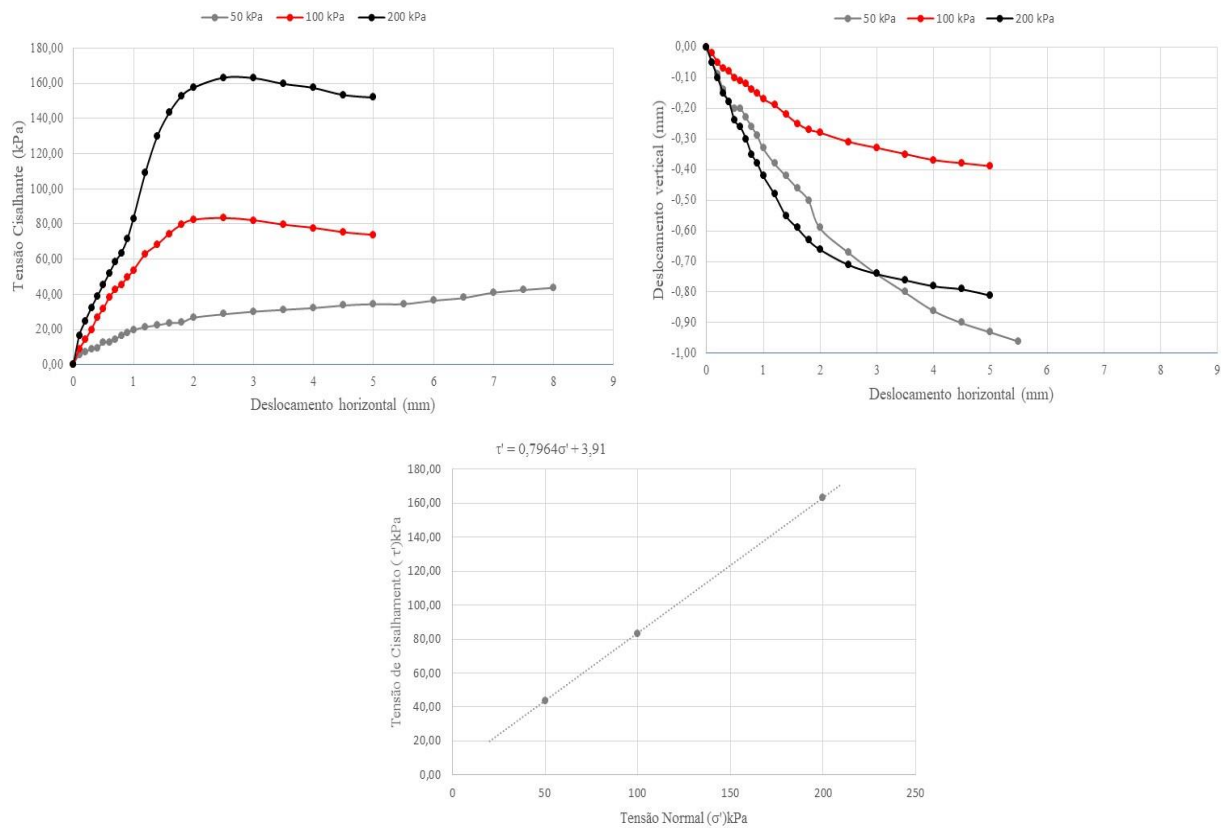 50 kPa 100 kPa 200 kPa
180,00
160,00
140,00
120,00
100,00
80,00
60,00
40,00
20,00
0,00
0 1 2 3 4 5 6 7 8 9
Tensão Cisalhante (kPa)
Deslocamento horizontal (mm)
50 kPa 100 kPa 200 kPa
0,00
-0,10
-0,20
-0,30
-0,40
-0,50
-0,60
-0,70
-0,80
-0,90
-1,00
0 1 2 3 4 5 6 7 8 9
Deslocamento vertical (mm)
Deslocamento horizontal (mm)
τ' = 0,7964σ' + 3,91
180,00
160,00
140,00
120,00
100,00
80,00
60,00
40,00
20,00
0,00
0 50 100 150 200 250
Tensão de Cisalhamento ( τ')kPa
Tensão Normal (σ')kPa